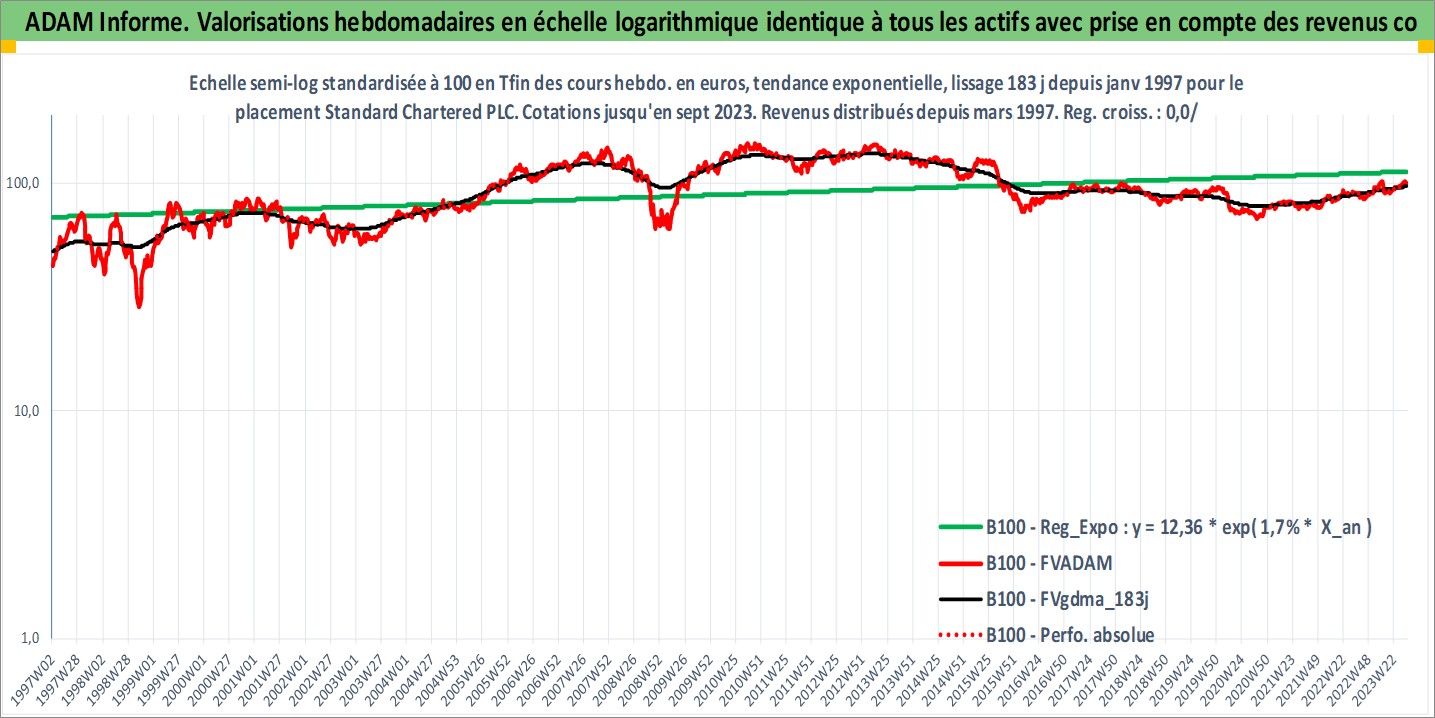 ADAM Informe. Valorisations hebdomadaires en échelle logarithmique identique à tous les actifs avec prise en compte des revenus co
Echelle semi-log standardisée à 100 en Tfin des cours hebdo. en euros, tendance exponentielle, lissage 183 j depuis janv 1997 pour le
placement Standard Chartered PLC. Cotations jusqu'en sept 2023. Revenus distribués depuis mars 1997. Reg. croiss. : 0,0/
100,0
10,0
1,0
B100 - Reg_Expo : y = 12,36 * exp( 1,7% * X_an )
B100 - FVADAM
B100 - FVgdma_183j
B100 - Perfo. absolue
1997W02
1997W28
1998W02
1998W28
1999W01
1999W27
2000W01
2000W27
2001W01
2001W27
2002W01
2002W27
2003W01
2003W27
2004W01
2004W27
2004W53
2005W26
2005W52
2006W26
2006W52
2007W26
2007W52
2008W26
2008W52
2009W26
2009W52
2010W25
2010W51
2011W25
2011W51
2012W25
2012W51
2013W25
2013W51
2014W25
2014W51
2015W25
2015W51
2016W24
2016W50
2017W24
2017W50
2018W24
2018W50
2019W24
2019W50
2020W24
2020W50
2021W23
2021W49
2022W22
2022W48
2023W22